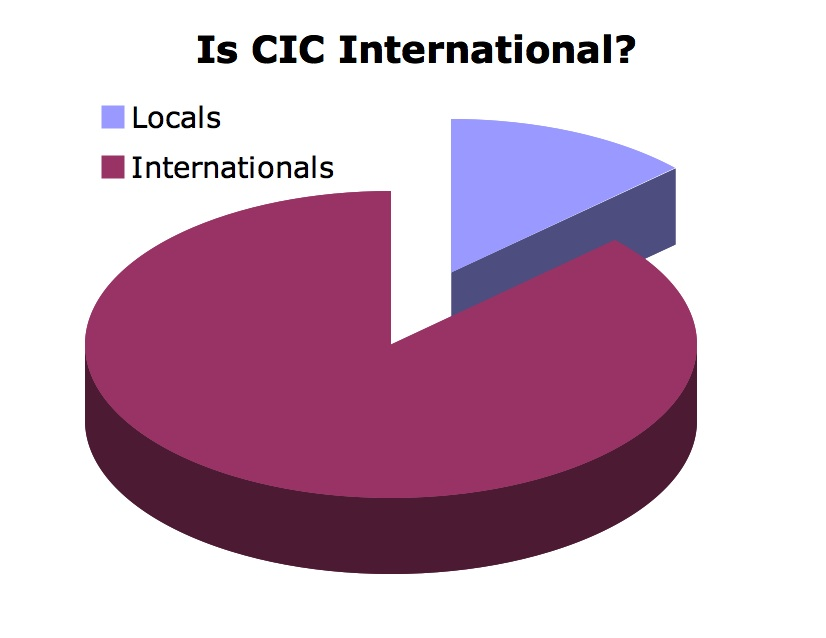 Is CIC International?
Locals
Internationals